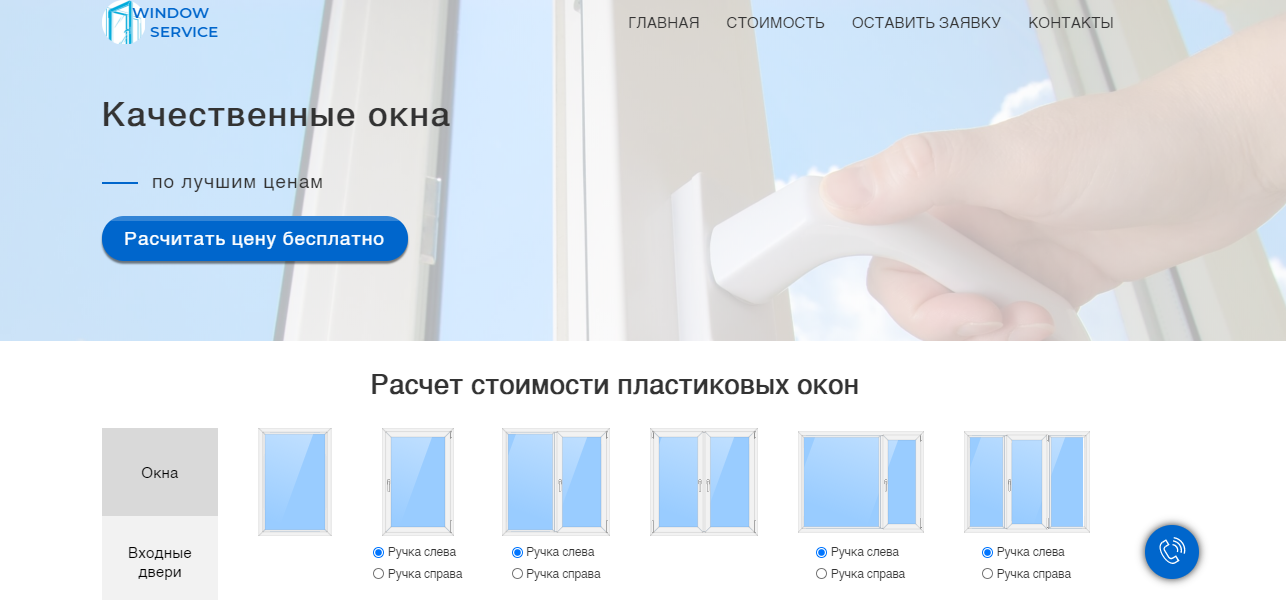 WINDOW
SERVICE
ГЛАВНАЯ СТОИМОСТЬ ОСТАВИТЬ ЗАЯВКУ КОНТАКТЫ
Качественные окна
по лучшим ценам
Расчитать цену бесплатно
Расчет стоимости пластиковых окон
Окна
Входные
двери
Ручка слева Ручка слева Ручка слева Ручка слева
Ручка справа Ручка справа Ручка справа Ручка справа